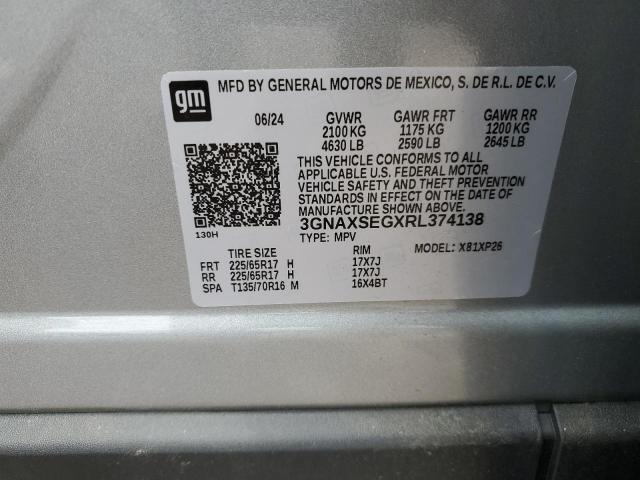 gm
MFD BY GENERAL MOTORS DE MEXICO, S. DE R.L. DE C.V.
06/24 GVWR GAWR FRT GAWR RR
2100 KG 1175 KG 1200 KG
4630 LB 2590 LB 2645 LB
THIS VEHICLE CONFORMS TO ALL
APPLICABLE U.S. FEDERAL MOTOR
VEHICLE SAFETY AND THEFT PREVENTION
STANDARDS IN EFFECT ON THE DATE OF
MANUFACTURE SHOWN ABOVE.
3GNAXSEGXRL374138
130H
TYPE: MPV MODEL: X81XP26
TIRE SIZE RIM
FRT 225/65R17 H 17X7J
RR 225/65R17 H 17X7J
SPA T135/70R16 M 16X4BT